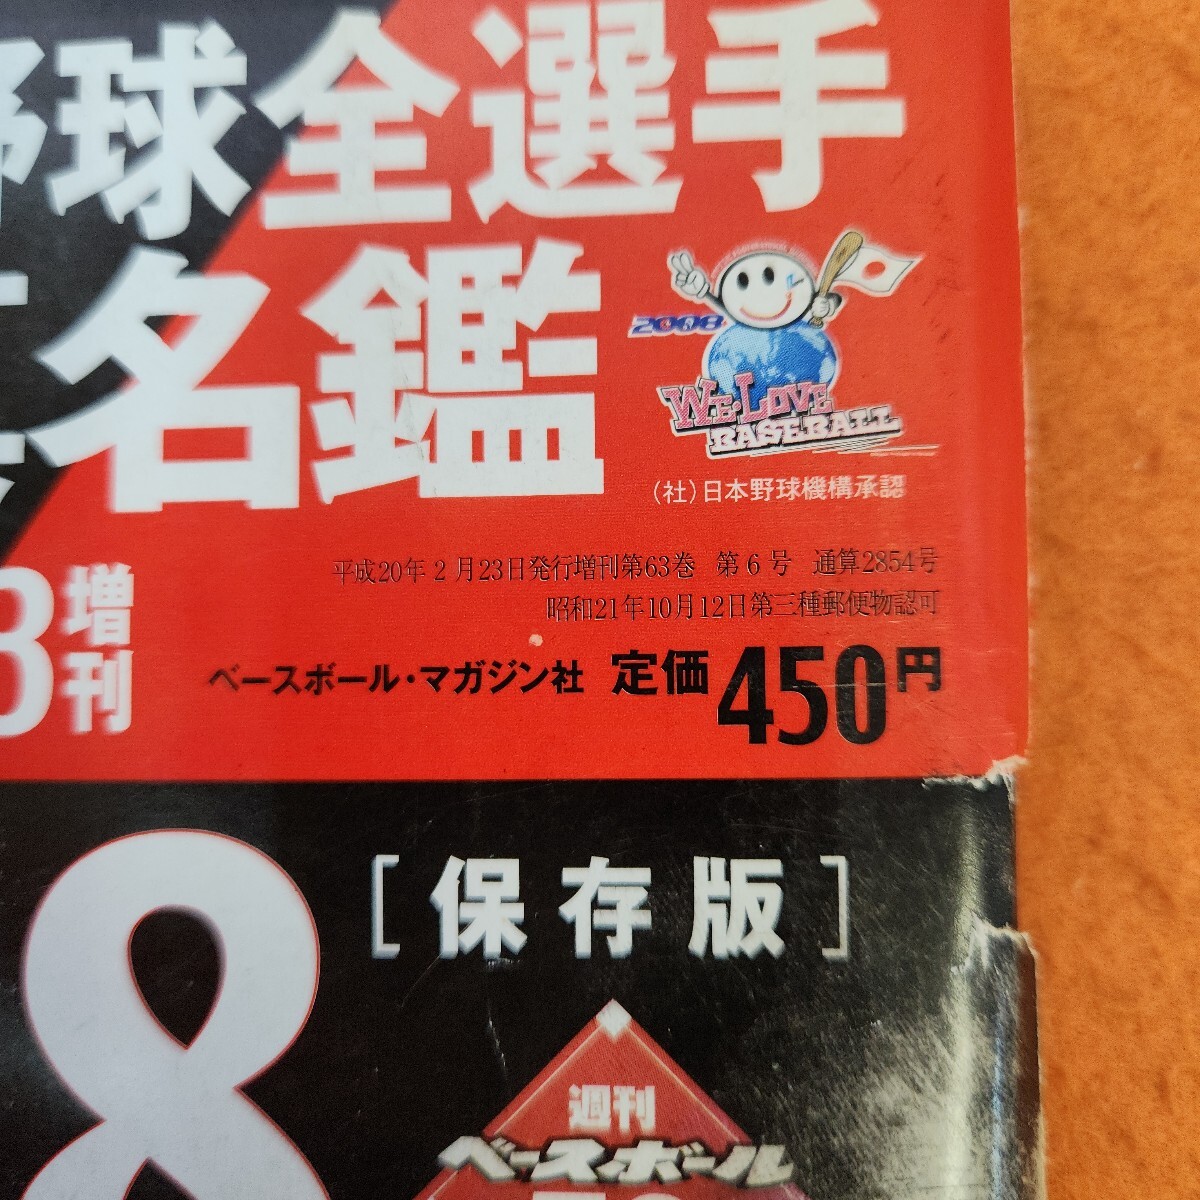 野球全選手
名鑑
2008
WE·LOVE
BASEBALL
(社)日本野球機構承認
平成20年2月23日発行増刊第63巻 第6号 通算2854号
昭和21年10月12日第三種郵便物認可
3増刊
ベースボール・マガジン社 定価450円
8
[保存版]
週刊
ベースボール